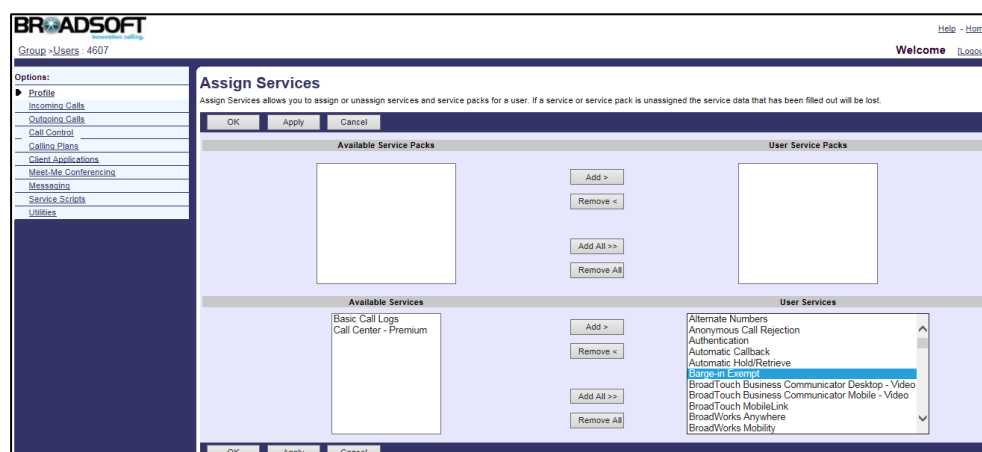 BROADSOFT
Innovation calling.
Help - Hom
Group >Users : 4607
Welcome [Logou
Options:
Profile
Incoming Calls
Outgoing Calls
Call Control
Calling Plans
Client Applications
Meet-Me Conferencing
Messaging
Service Scripts
Utilities
Assign Services
Assign Services allows you to assign or unassign services and service packs for a user. If a service or service pack is unassigned the service data that has been filled out will be lost.
OK Apply Cancel
Available Service Packs User Service Packs
Add >
Remove <
Add All >>
Remove All
Available Services User Services
Basic Call Logs
Call Center - Premium
Add >
Remove <
Add All >>
Remove All
Alternate Numbers
Anonymous Call Rejection
Authentication
Automatic Callback
Automatic Hold/Retrieve
Barge-in Exempt
BroadTouch Business Communicator Desktop - Video
BroadTouch Business Communicator Mobile - Video
BroadTouch MobileLink
BroadWorks Anywhere
BroadWorks Mobility
OK Apply Cancel